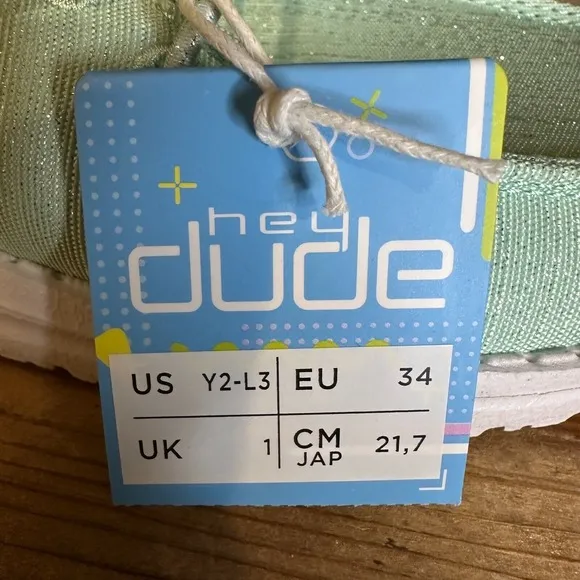 hey
dude
US Y2-L3 EU 34
UK 1 CM JAP 21,7